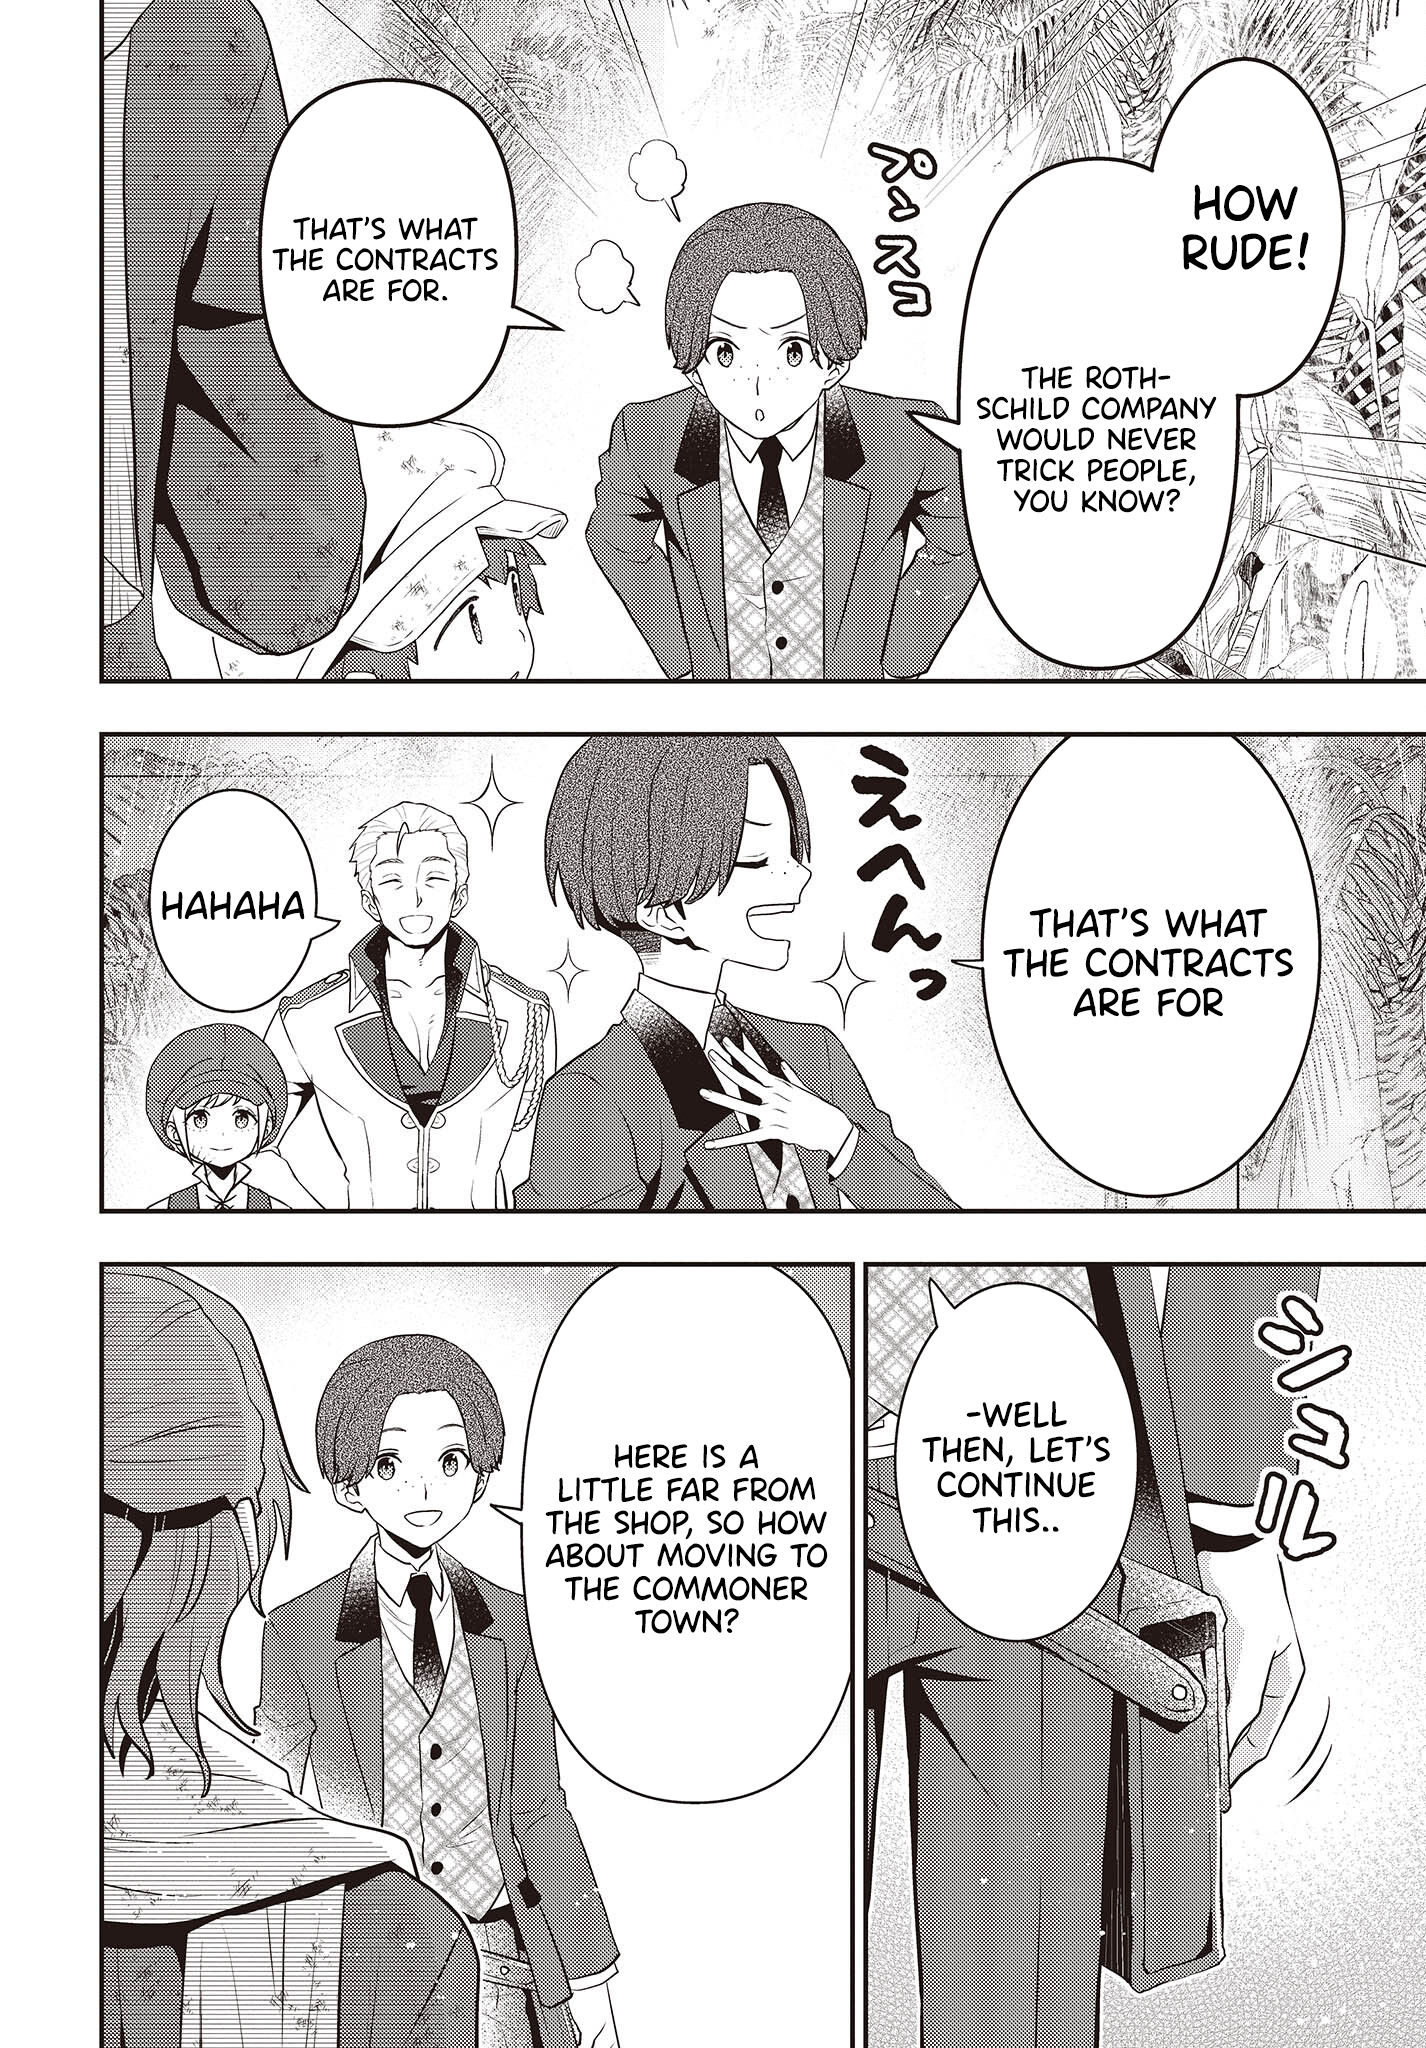 HOW
RUDE!
THE ROTH-
SCHILD COMPANY
WOULD NEVER
TRICK PEOPLE,
YOU KNOW?
プンスコ
THAT'S WHAT
THE CONTRACTS
ARE FOR.
THAT'S WHAT
THE CONTRACTS
ARE FOR
えへんっ
HAHAHA
-WELL
THEN, LET'S
CONTINUE
THIS..
シュル
HERE IS A
LITTLE FAR FROM
THE SHOP, SO HOW
ABOUT MOVING TO
THE COMMONER
TOWN?